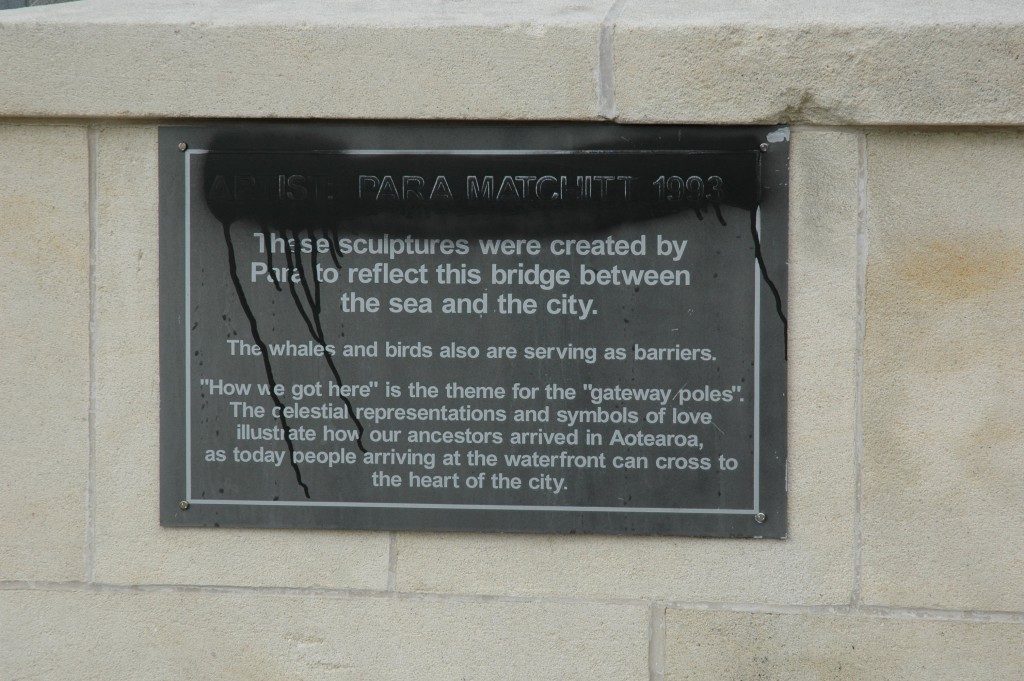 ARTIST: PARA MATCHITT 1993
These sculptures were created by
Para to reflect this bridge between
the sea and the city.
The whales and birds also are serving as barriers.
"How we got here" is the theme for the "gateway poles".
The celestial representations and symbols of love
illustrate how our ancestors arrived in Aotearoa,
as today people arriving at the waterfront can cross to
the heart of the city.